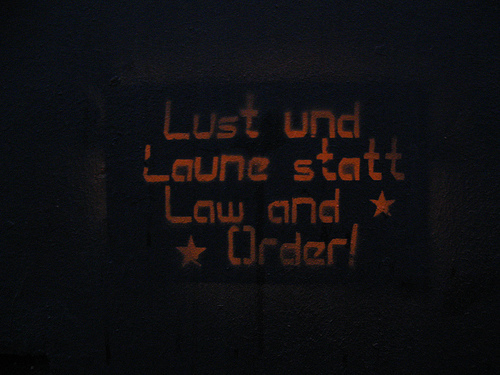 Lust und
Laune statt
Law and
Order!